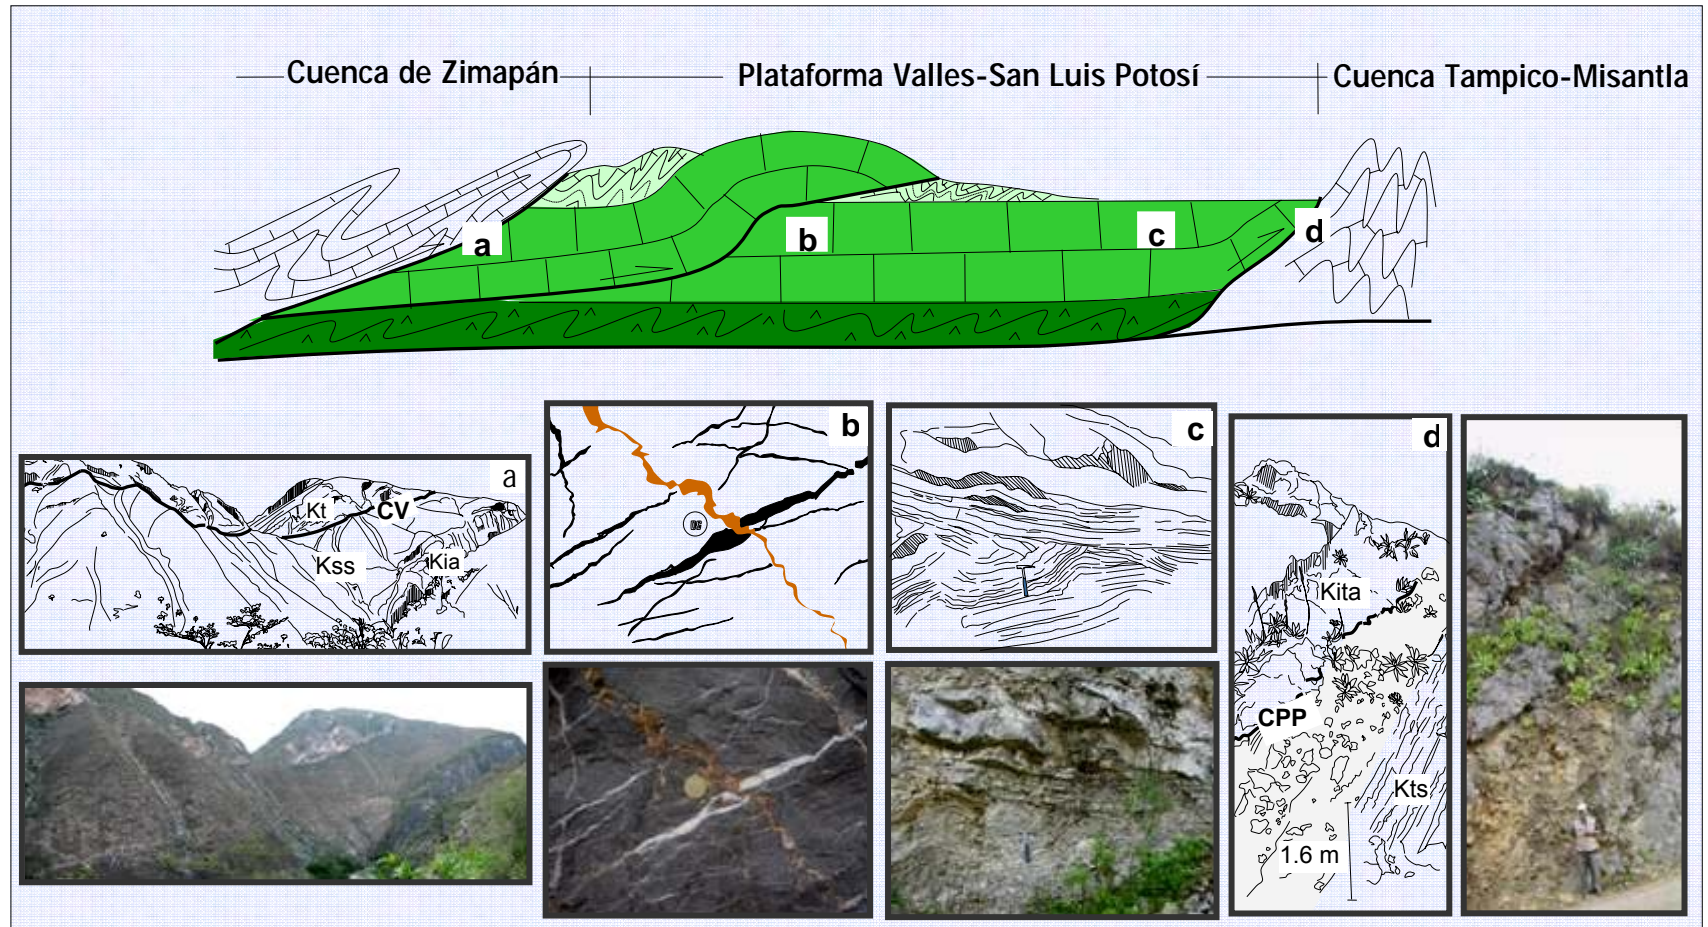 Cuenca de Zimapán
Plataforma Valles-San Luis Potosí
Cuenca Tampico-Misantla
a
b
c
d
a
Kt
CV
Kss
Kia
b
c
d
Kita
CPP
Kts
1.6 m